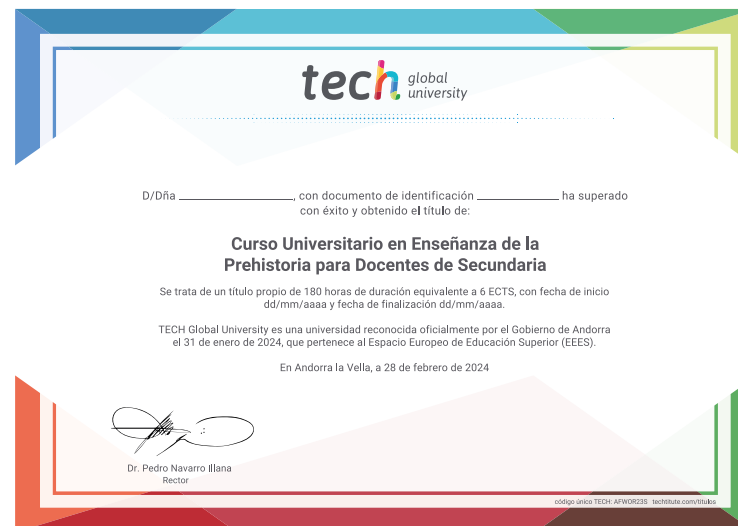 tech global
university
D/Dña ______________, con documento de identificación ____________ ha superado
con éxito y obtenido el título de:
Curso Universitario en Enseñanza de la
Prehistoria para Docentes de Secundaria
Se trata de un título propio de 180 horas de duración equivalente a 6 ECTS, con fecha de inicio
dd/mm/aaaa y fecha de finalización dd/mm/aaaa.
TECH Global University es una universidad reconocida oficialmente por el Gobierno de Andorra
el 31 de enero de 2024, que pertenece al Espacio Europeo de Educación Superior (EEES).
En Andorra la Vella, a 28 de febrero de 2024
Dr. Pedro Navarro Illana
Rector
código único TECH: AFWOR23S techtitute.com/titulos